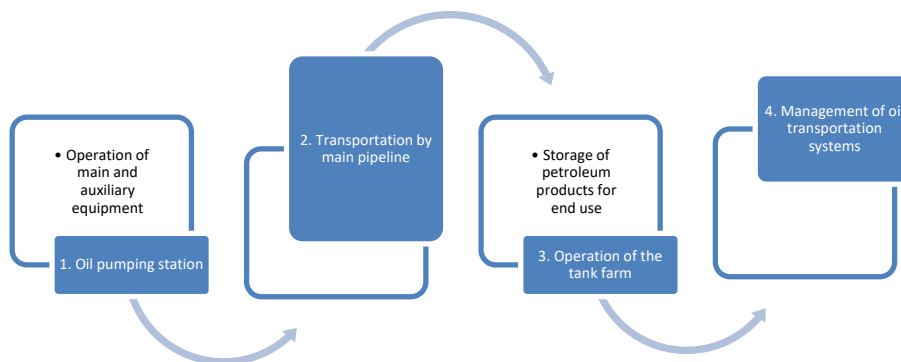 • Operation of
main and
auxiliary
equipment
1. Oil pumping station
2. Transportation by
main pipeline
• Storage of
petroleum
products for
end use
3. Operation of the
tank farm
4. Management of oi
transportation
systems